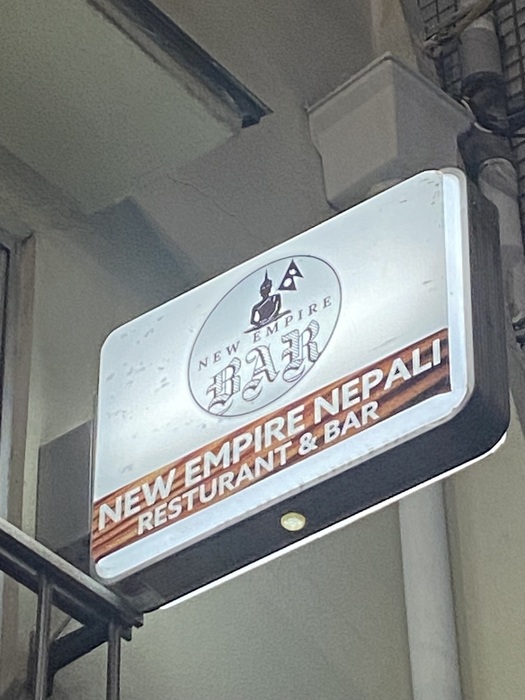 NEW EMPIRE
BAR
NEW EMPIRE NEPALI
RESTURANT & BAR